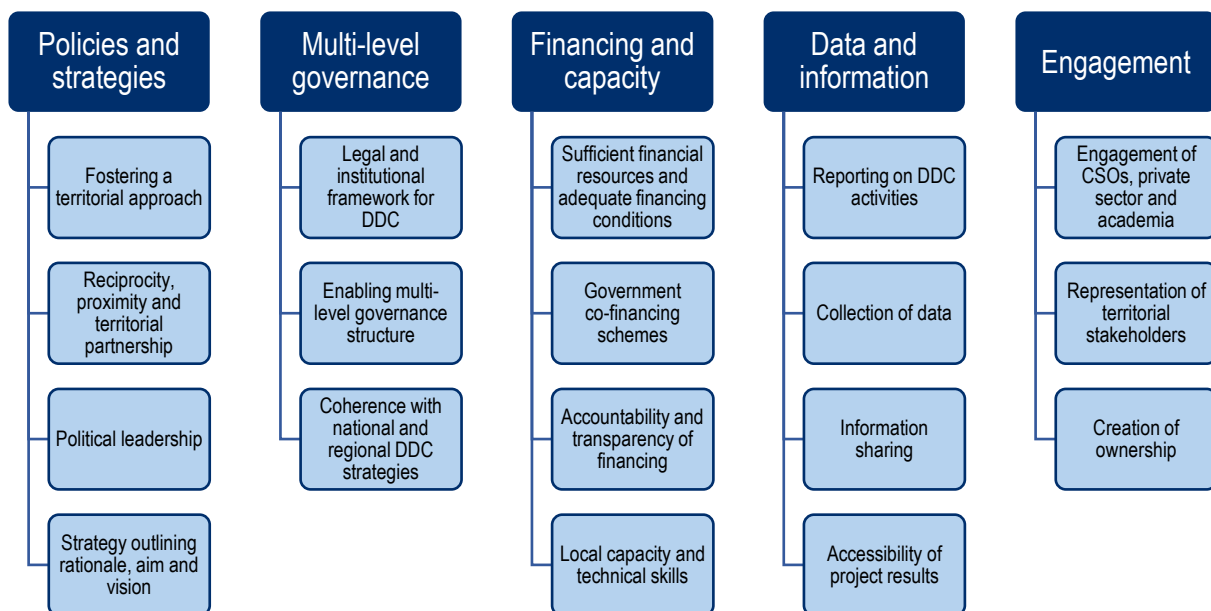 Policies and
strategies
Fostering a
territorial approach
Reciprocity,
proximity and
territorial
partnership
Political leadership
Strategy outlining
rationale, aim and
vision
Multi-level
governance
Legal and
institutional
framework for
DDC
Enabling multi-
level governance
structure
Coherence with
national and
regional DDC
strategies
Financing and
capacity
Sufficient financial
resources and
adequate financing
conditions
Government
co-financing
schemes
Accountability and
transparency of
financing
Local capacity and
technical skills
Data and
information
Reporting on DDC
activities
Collection of data
Information
sharing
Accessibility of
project results
Engagement
Engagement of
CSOs, private
sector and
academia
Representation of
territorial
stakeholders
Creation of
ownership